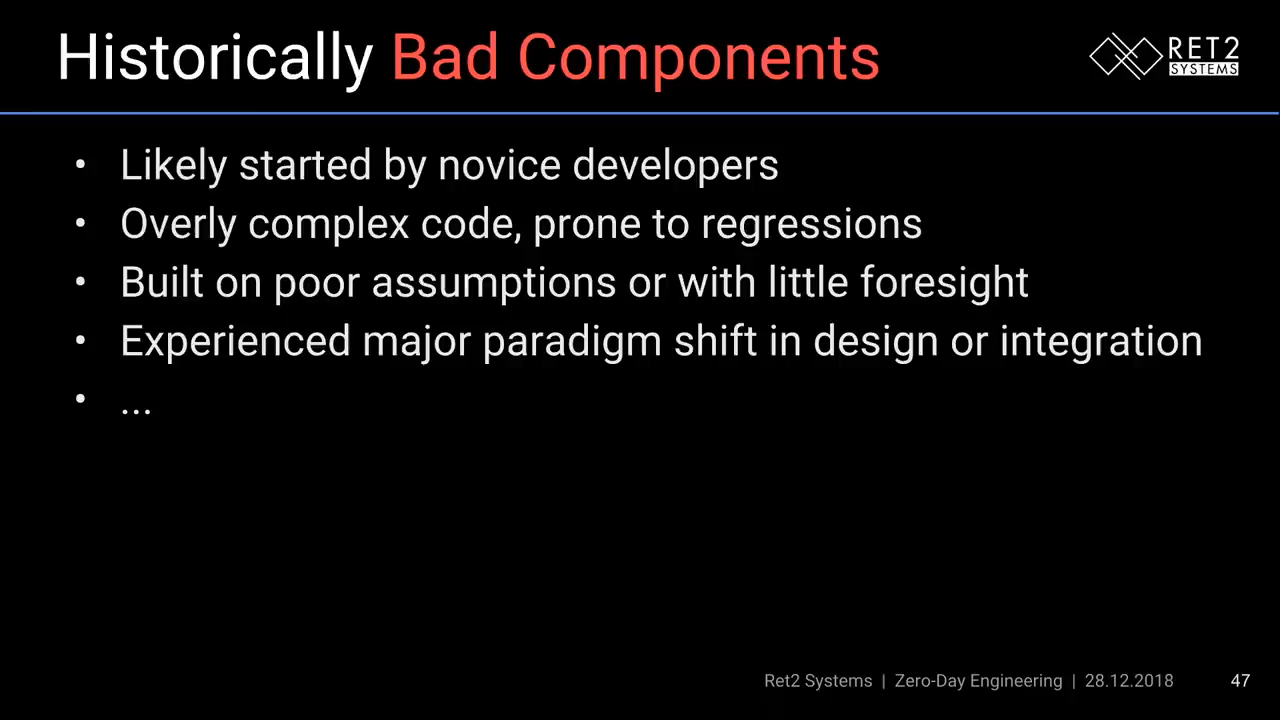 Historically Bad Components
RET2
SYSTEMS
• Likely started by novice developers
• Overly complex code, prone to regressions
• Built on poor assumptions or with little foresight
• Experienced major paradigm shift in design or integration
• ...
Ret2 Systems | Zero-Day Engineering | 28.12.2018 47